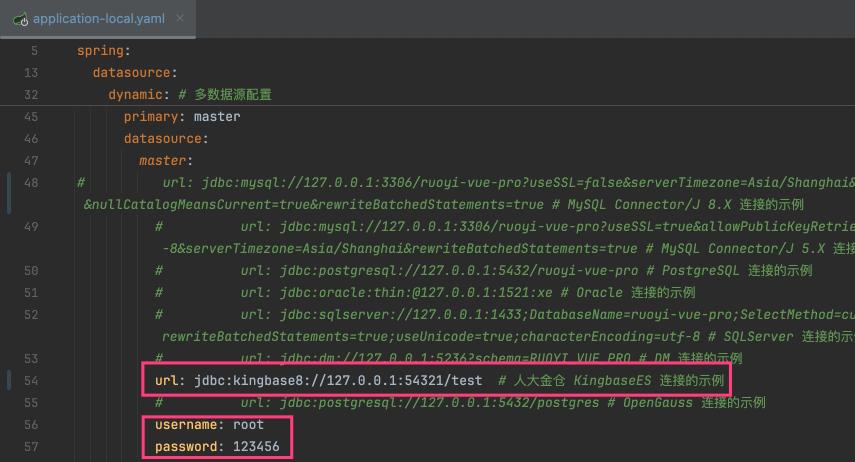 application-local.yaml
5 spring:
13 datasource:
32 dynamic: # 多数据源配置
45 primary: master
46 datasource:
47 master:
48 # url: jdbc:mysql://127.0.0.1:3306/ruoyi-vue-pro?useSSL=false&serverTimezone=Asia/Shanghai&
&nullCatalogMeansCurrent=true&rewriteBatchedStatements=true # MySQL Connector/J 8.X 连接的示例
49 # url: jdbc:mysql://127.0.0.1:3306/ruoyi-vue-pro?useSSL=true&allowPublicKeyRetrie
-8&serverTimezone=Asia/Shanghai&rewriteBatchedStatements=true # MySQL Connector/J 5.X 连接
50 # url: jdbc:postgresql://127.0.0.1:5432/ruoyi-vue-pro # PostgreSQL 连接的示例
51 # url: jdbc:oracle:thin:@127.0.0.1:1521:xe # Oracle 连接的示例
52 # url: jdbc:sqlserver://127.0.0.1:1433;DatabaseName=ruoyi-vue-pro;SelectMethod=cu
rewriteBatchedStatements=true;useUnicode=true;characterEncoding=utf-8 # SQLServer 连接的示
53 # url: jdbc:dm://127.0.0.1:5236?schema=RUOYI_VUE_PRO # DM 连接的示例
54 url: jdbc:kingbase8://127.0.0.1:54321/test # 人大金仓 KingbaseES 连接的示例
55 # url: jdbc:postgresql://127.0.0.1:5432/postgres # OpenGauss 连接的示例
56 username: root
57 password: 123456